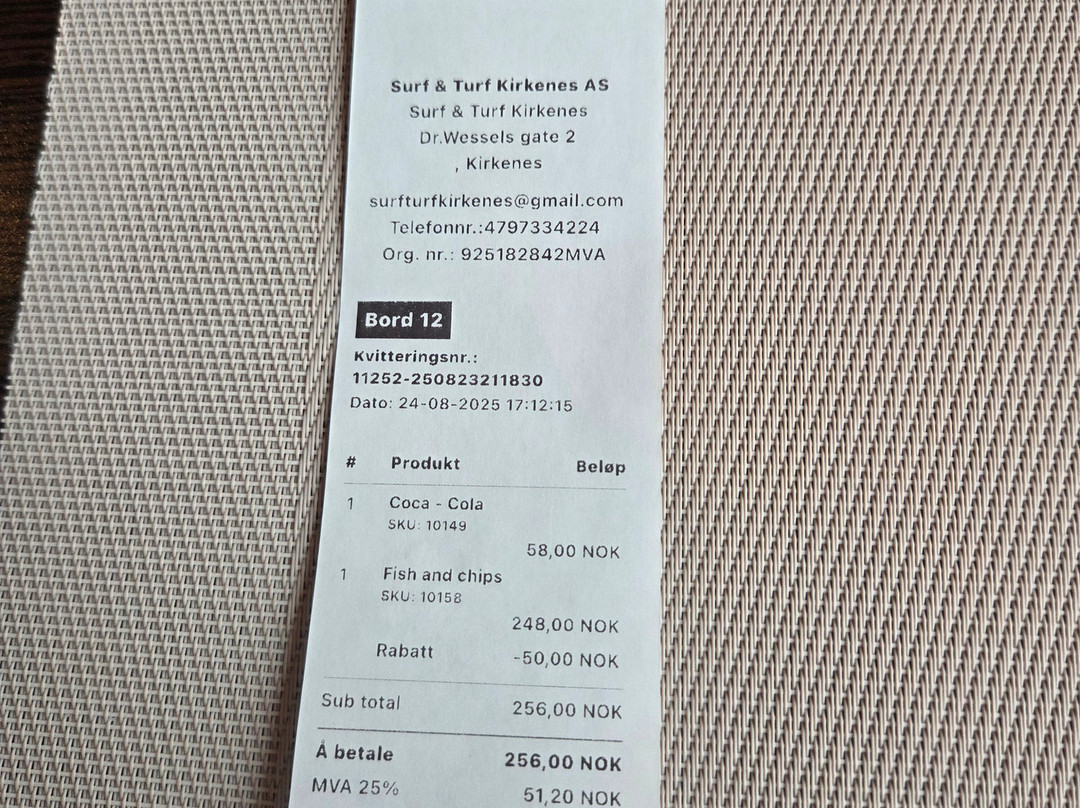 Surf & Turf Kirkenes AS
Surf & Turf Kirkenes
Dr.Wessels gate 2
, Kirkenes
surfturfkirkenes@gmail.com
Telefonnr.:4797334224
Org. nr.: 925182842MVA
Bord 12
Kvitteringsnr.:
11252-250823211830
Dato: 24-08-2025 17:12:15
# Produkt Beløp
1 Coca - Cola
SKU: 10149
58,00 NOK
1 Fish and chips
SKU: 10158
248,00 NOK
Rabatt -50,00 NOK
Sub total 256,00 NOK
Å betale 256,00 NOK
MVA 25% 51,20 NOK